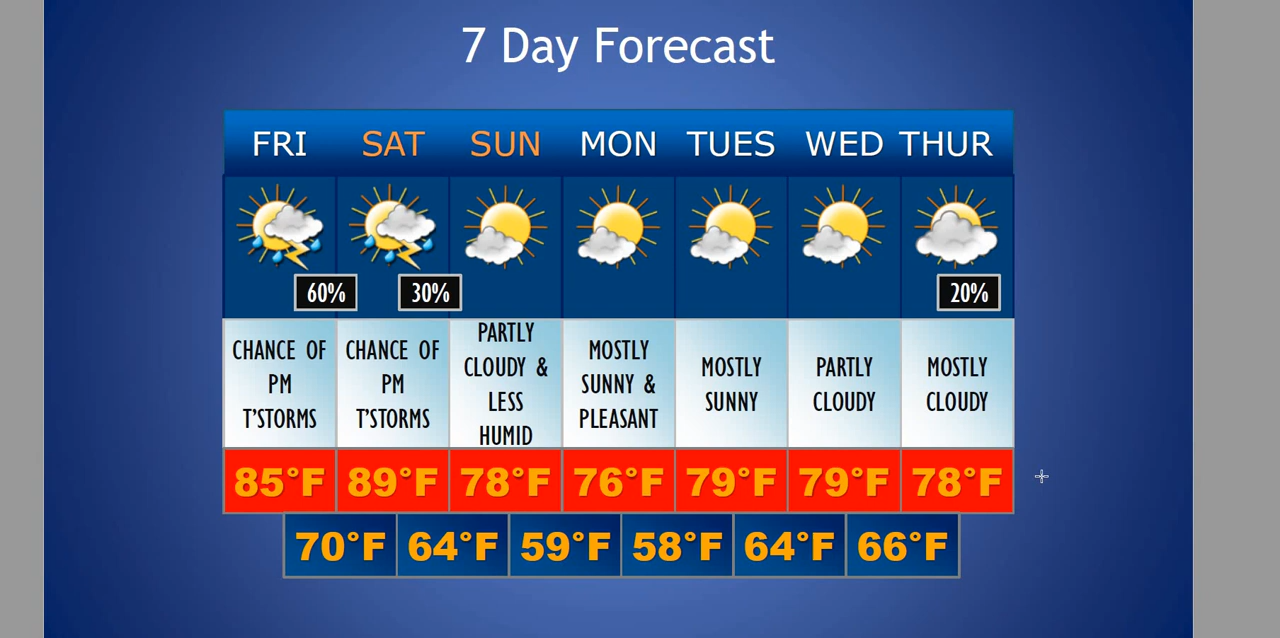 7 Day Forecast
FRI SAT SUN MON TUES WED THUR
60% 30% 20%
CHANCE OF
PM
T'STORMS
CHANCE OF
PM
T'STORMS
PARTLY
CLOUDY &
LESS
HUMID
MOSTLY
SUNNY &
PLEASANT
MOSTLY
SUNNY
PARTLY
CLOUDY
MOSTLY
CLOUDY
85°F 89°F 78°F 76°F 79°F 79°F 78°F
70°F 64°F 59°F 58°F 64°F 66°F